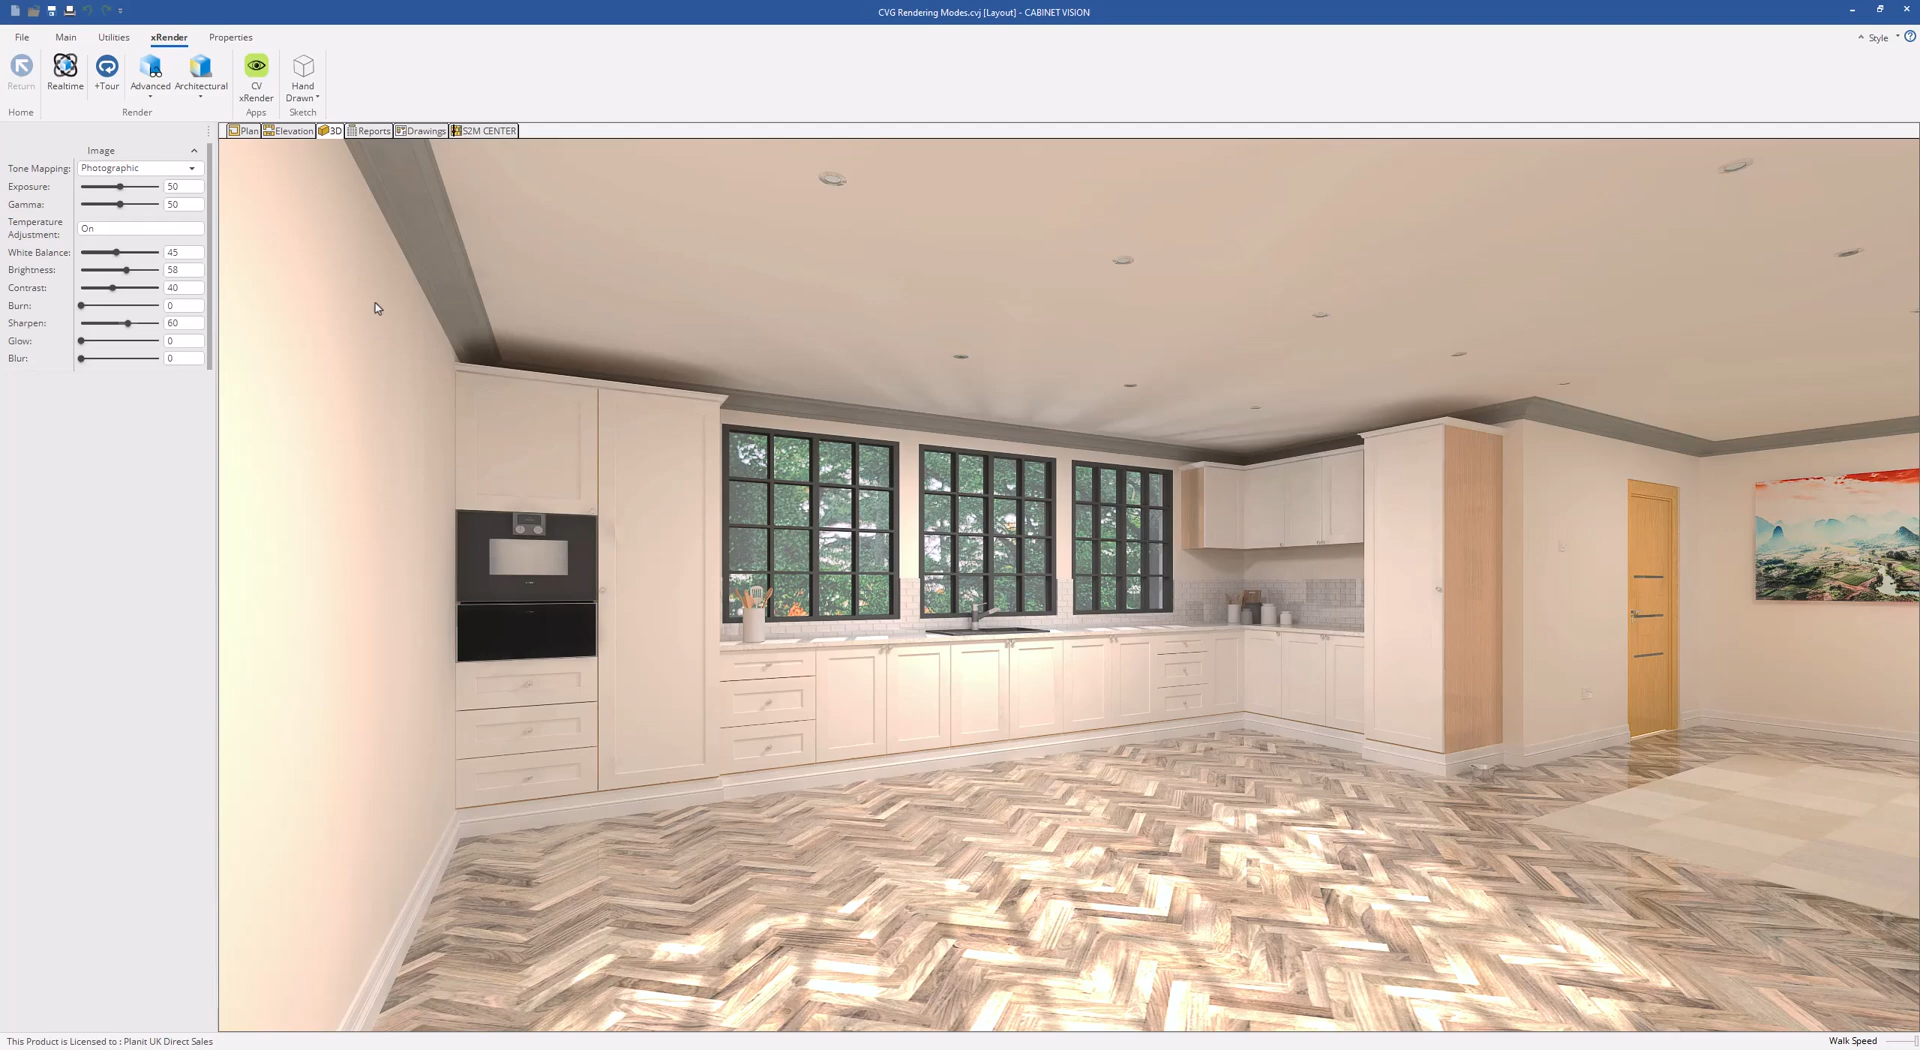 CVG Rendering Modes.cvj [Layout] - CABINET VISION
File Main Utilities xRender Properties Style
Return Realtime +Tour Advanced Architectural CV xRender Hand Drawn
Home Render Apps Sketch
Plan Elevation 3D Reports Drawings S2M CENTER
Image
Tone Mapping: Photographic
Exposure: 50
Gamma: 50
Temperature Adjustment: On
White Balance: 45
Brightness: 58
Contrast: 40
Burn: 0
Sharpen: 60
Glow: 0
Blur: 0
This Product is Licensed to : Planit UK Direct Sales
Walk Speed